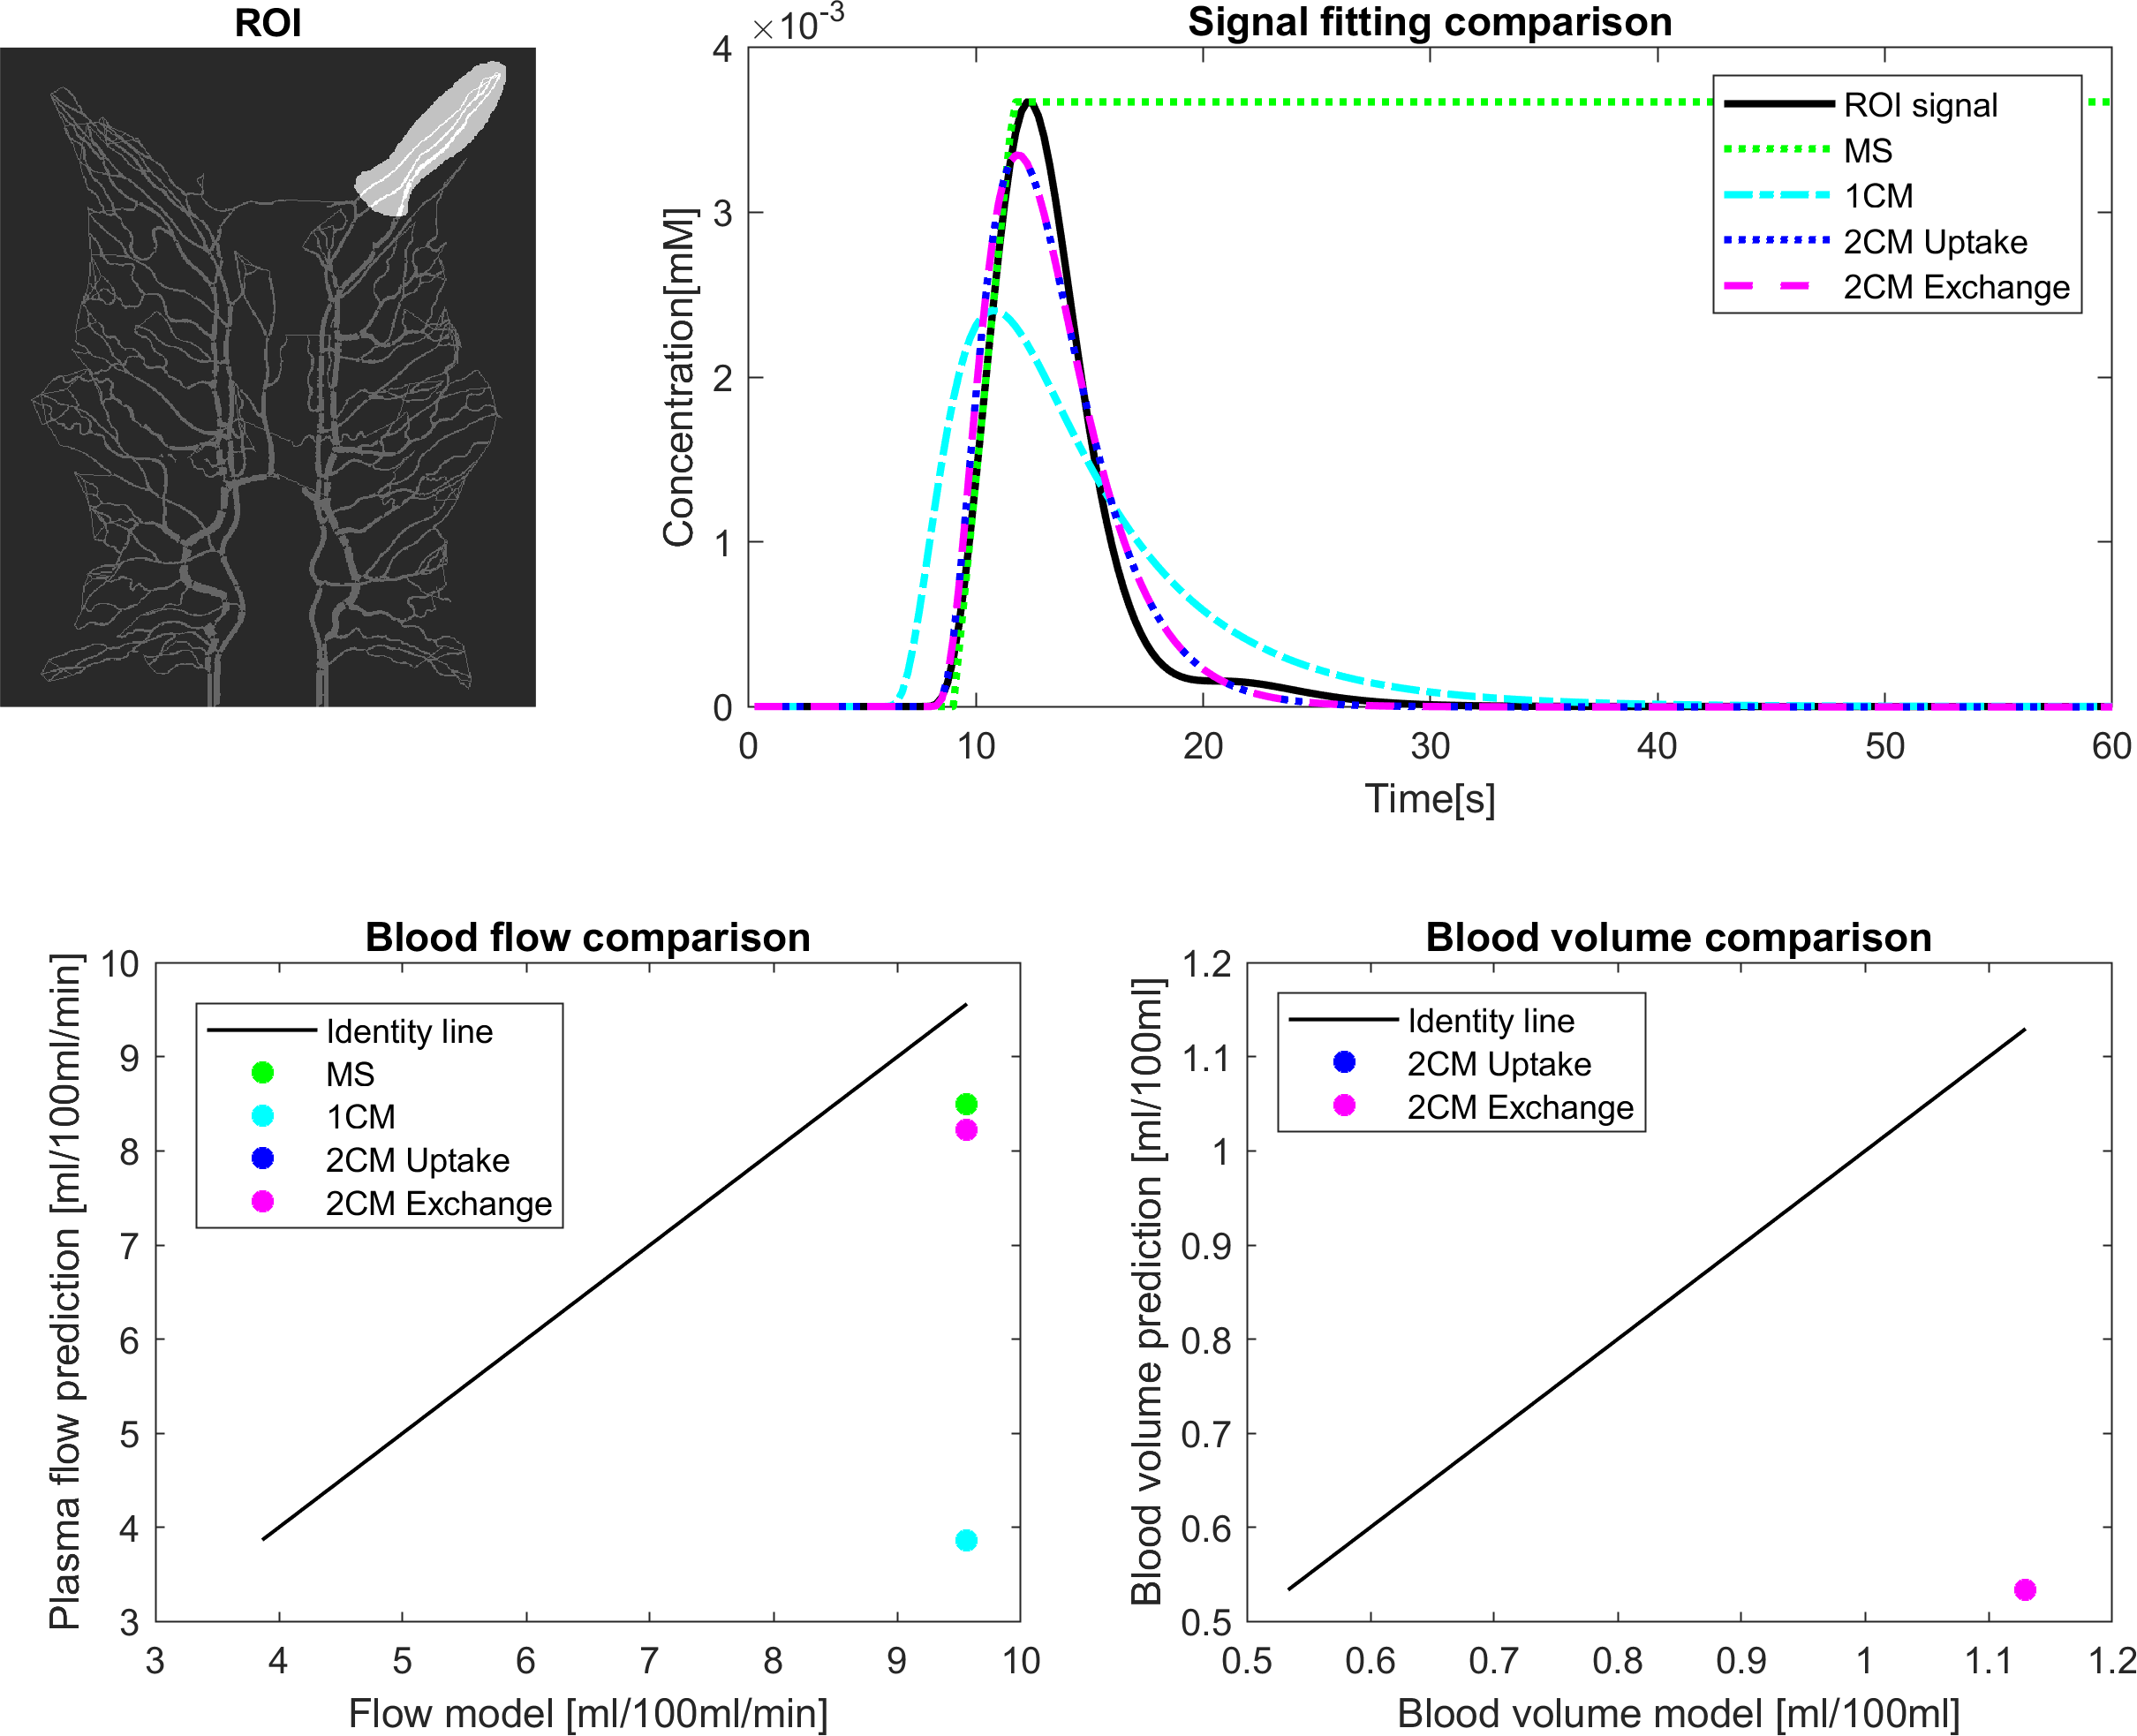 ROI
Signal fitting comparison
×10-3
4
3
2
1
0
Concentration[mM]
0 10 20 30 40 50 60
Time[s]
ROI signal
MS
1CM
2CM Uptake
2CM Exchange
Blood flow comparison
10
9
8
7
6
5
4
3
Plasma flow prediction [ml/100ml/min]
Identity line
MS
1CM
2CM Uptake
2CM Exchange
3 4 5 6 7 8 9 10
Flow model [ml/100ml/min]
Blood volume comparison
1.2
1.1
1
0.9
0.8
0.7
0.6
0.5
Blood volume prediction [ml/100ml]
Identity line
2CM Uptake
2CM Exchange
0.5 0.6 0.7 0.8 0.9 1 1.1 1.2
Blood volume model [ml/100ml]